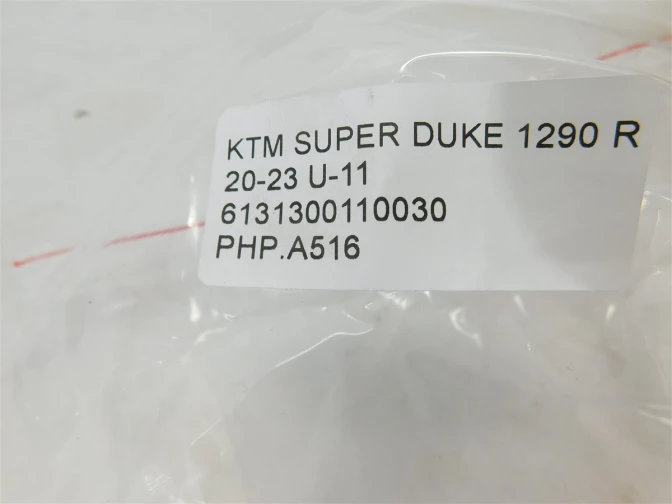 KTM SUPER DUKE 1290 R
20-23 U-11
6131300110030
PHP.A516